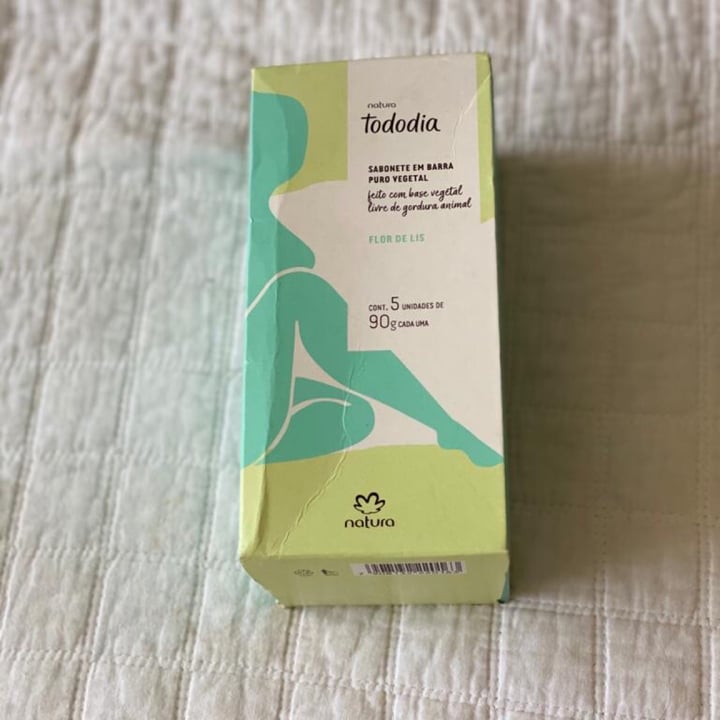 natura
Tododia
SABONETE EM BARRA
PURO VEGETAL
feito com base vegetal
livre de gordura animal
FLOR DE LIS
CONT. 5 UNIDADES DE
90g CADA UMA
natura